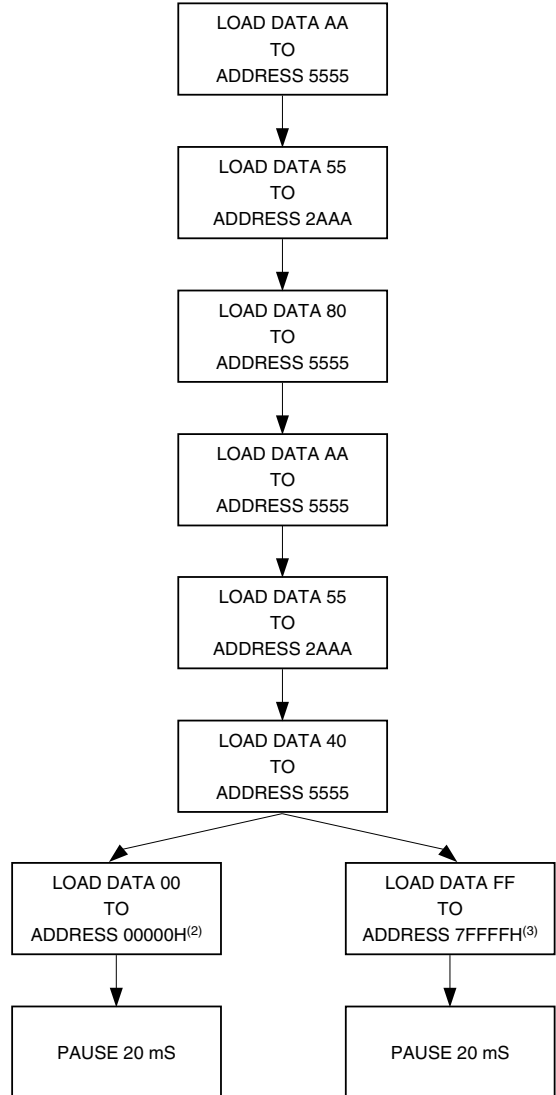 LOAD DATA AA
TO
ADDRESS 5555
LOAD DATA 55
TO
ADDRESS 2AAA
LOAD DATA 80
TO
ADDRESS 5555
LOAD DATA AA
TO
ADDRESS 5555
LOAD DATA 55
TO
ADDRESS 2AAA
LOAD DATA 40
TO
ADDRESS 5555
LOAD DATA 00
TO
ADDRESS 00000H(2)
PAUSE 20 mS
LOAD DATA FF
TO
ADDRESS 7FFFFH(3)
PAUSE 20 mS